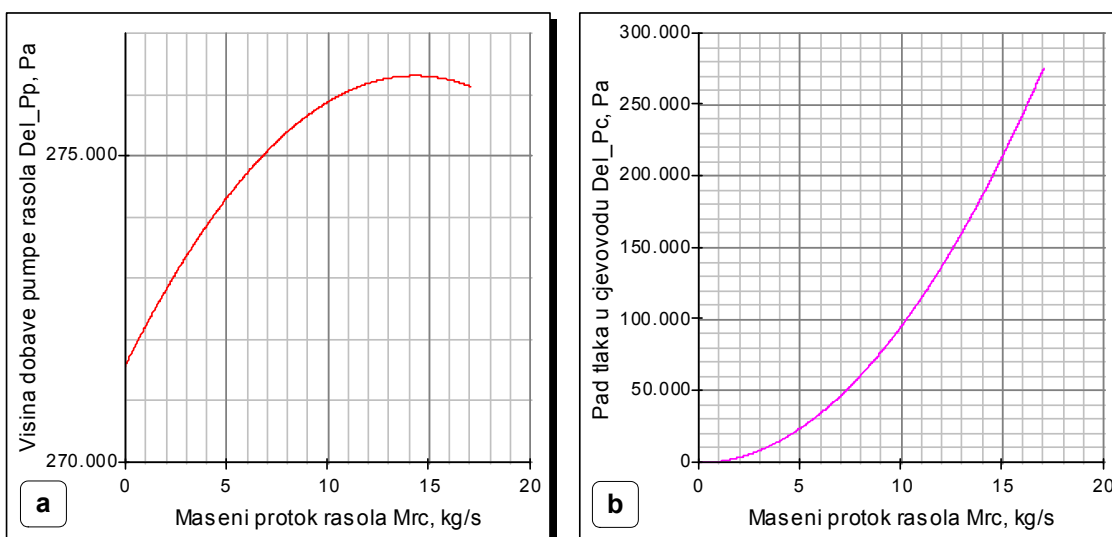 Visina dobave pumpe rasola Del_Pp, Pa
275.000
270.000
0 5 10 15 20
Maseni protok rasola Mrc, kg/s
a
Pad tlaka u cjevovodu Del_Pc, Pa
300.000
250.000
200.000
150.000
100.000
50.000
0
0 5 10 15 20
Maseni protok rasola Mrc, kg/s
b